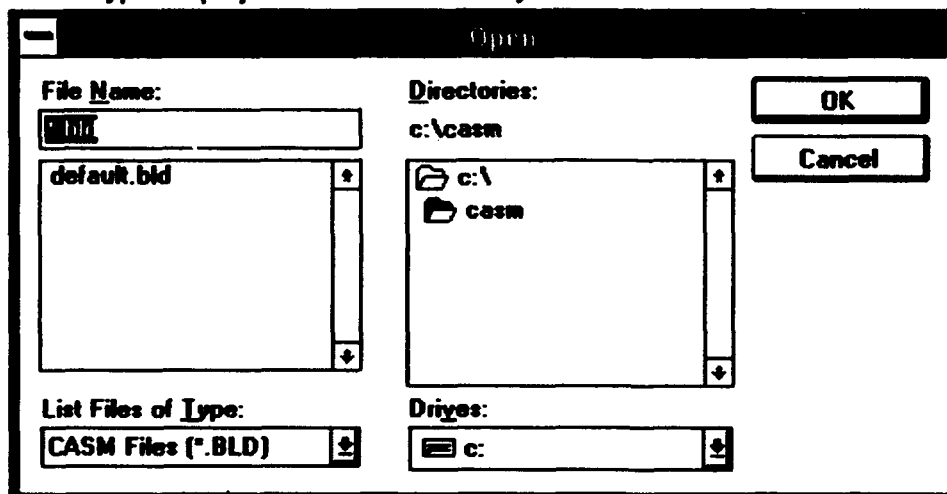 Open
File Name:
Directories:
OK
c:\casm
Cancel
default.bld
c:\
casm
List Files of Type:
Drives:
CASM Files (*.BLD)
c: